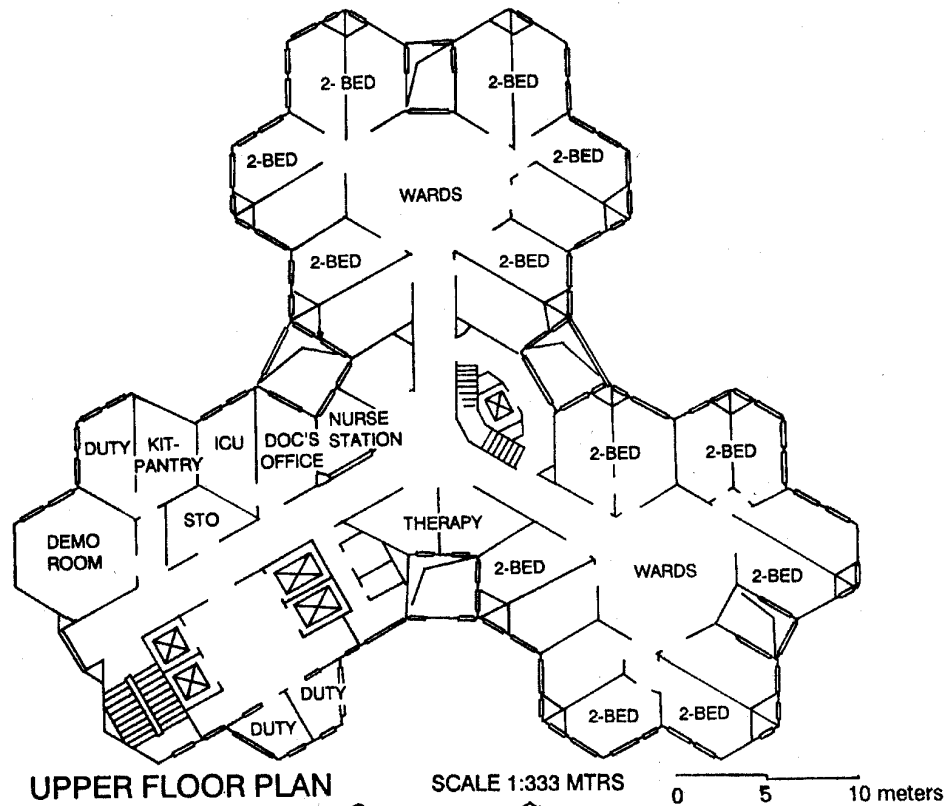 2- BED
2-BED
2-BED
2-BED
WARDS
2-BED
2-BED
DUTY
KIT-
PANTRY
ICU
DOC'S
OFFICE
NURSE
STATION
2-BED
2-BED
STO
THERAPY
DEMO
ROOM
2-BED
WARDS
2-BED
DUTY
DUTY
2-BED
2-BED
UPPER FLOOR PLAN
SCALE 1:333 MTRS
0 5 10 meters